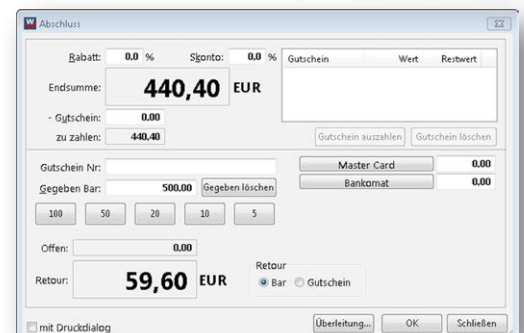 Abschluss
Rabatt: 0,0 % Skonto: 0,0 %
Gutschein Wert Restwert
Endsumme: 440,40 EUR
- Gutschein: 0,00
zu zahlen: 440,40
Gutschein auszahlen Gutschein löschen
Gutschein Nr:
Master Card 0,00
Gegeben Bar: 500,00 Gegeben löschen
Bankomat 0,00
100 50 20 10 5
Offen: 0,00
Retour: 59,60 EUR
Retour
Bar Gutschein
mit Druckdialog
Überleitung... OK Schließen